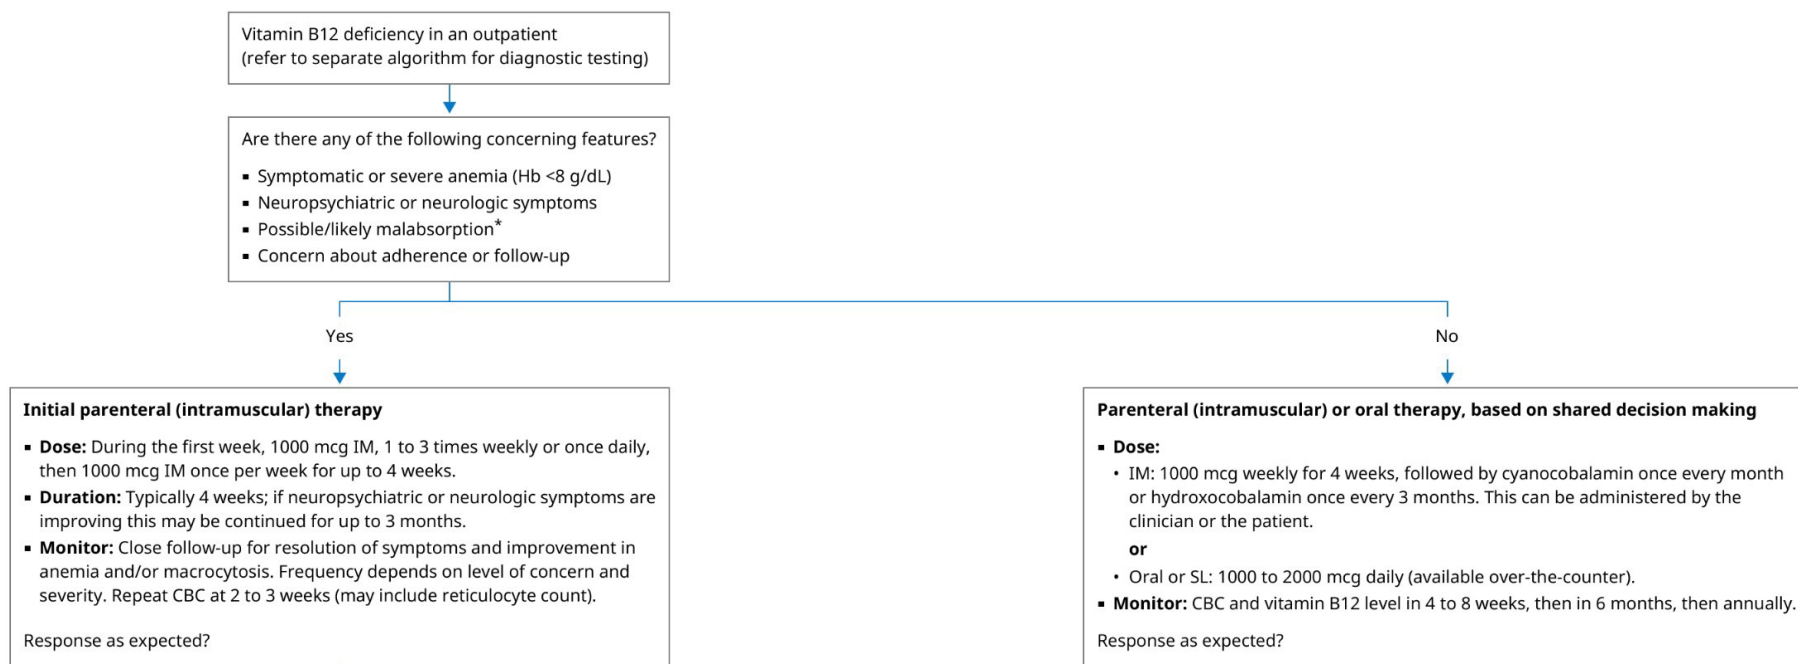 Vitamin B12 deficiency in an outpatient
(refer to separate algorithm for diagnostic testing)
Are there any of the following concerning features?
▪ Symptomatic or severe anemia (Hb <8 g/dL)
▪ Neuropsychiatric or neurologic symptoms
▪ Possible/likely malabsorption*
▪ Concern about adherence or follow-up
Yes
No
Initial parenteral (intramuscular) therapy
▪ Dose: During the first week, 1000 mcg IM, 1 to 3 times weekly or once daily,
then 1000 mcg IM once per week for up to 4 weeks.
▪ Duration: Typically 4 weeks; if neuropsychiatric or neurologic symptoms are
improving this may be continued for up to 3 months.
▪ Monitor: Close follow-up for resolution of symptoms and improvement in
anemia and/or macrocytosis. Frequency depends on level of concern and
severity. Repeat CBC at 2 to 3 weeks (may include reticulocyte count).
Response as expected?
Parenteral (intramuscular) or oral therapy, based on shared decision making
▪ Dose:
• IM: 1000 mcg weekly for 4 weeks, followed by cyanocobalamin once every month
or hydroxocobalamin once every 3 months. This can be administered by the
clinician or the patient.
or
• Oral or SL: 1000 to 2000 mcg daily (available over-the-counter).
▪ Monitor: CBC and vitamin B12 level in 4 to 8 weeks, then in 6 months, then annually.
Response as expected?